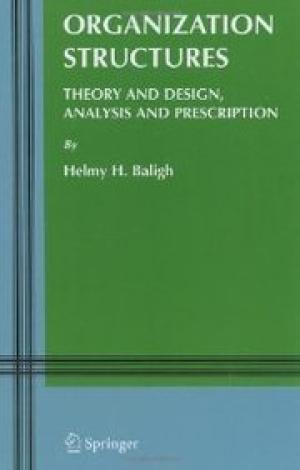 ORGANIZATION
STRUCTURES
THEORY AND DESIGN,
ANALYSIS AND PRESCRIPTION
By
Helmy H. Baligh
Springer